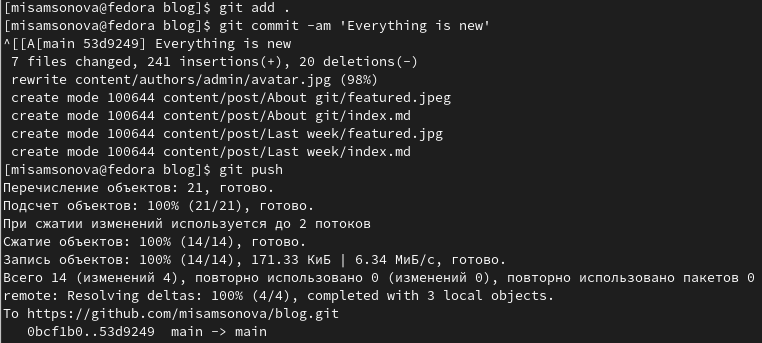 [misamsonova@fedora blog]$ git add .
[misamsonova@fedora blog]$ git commit -am 'Everything is new'
^[[A[main 53d9249] Everything is new
 7 files changed, 241 insertions(+), 20 deletions(-)
 rewrite content/authors/admin/avatar.jpg (98%)
 create mode 100644 content/post/About git/featured.jpeg
 create mode 100644 content/post/About git/index.md
 create mode 100644 content/post/Last week/featured.jpg
 create mode 100644 content/post/Last week/index.md
[misamsonova@fedora blog]$ git push
Перечисление объектов: 21, готово.
Подсчет объектов: 100% (21/21), готово.
При сжатии изменений используется до 2 потоков
Сжатие объектов: 100% (14/14), готово.
Запись объектов: 100% (14/14), 171.33 КиБ | 6.34 МиБ/с, готово.
Всего 14 (изменений 4), повторно использовано 0 (изменений 0), повторно использовано пакетов 0
remote: Resolving deltas: 100% (4/4), completed with 3 local objects.
To https://github.com/misamsonova/blog.git
   0bcf1b0..53d9249  main -> main